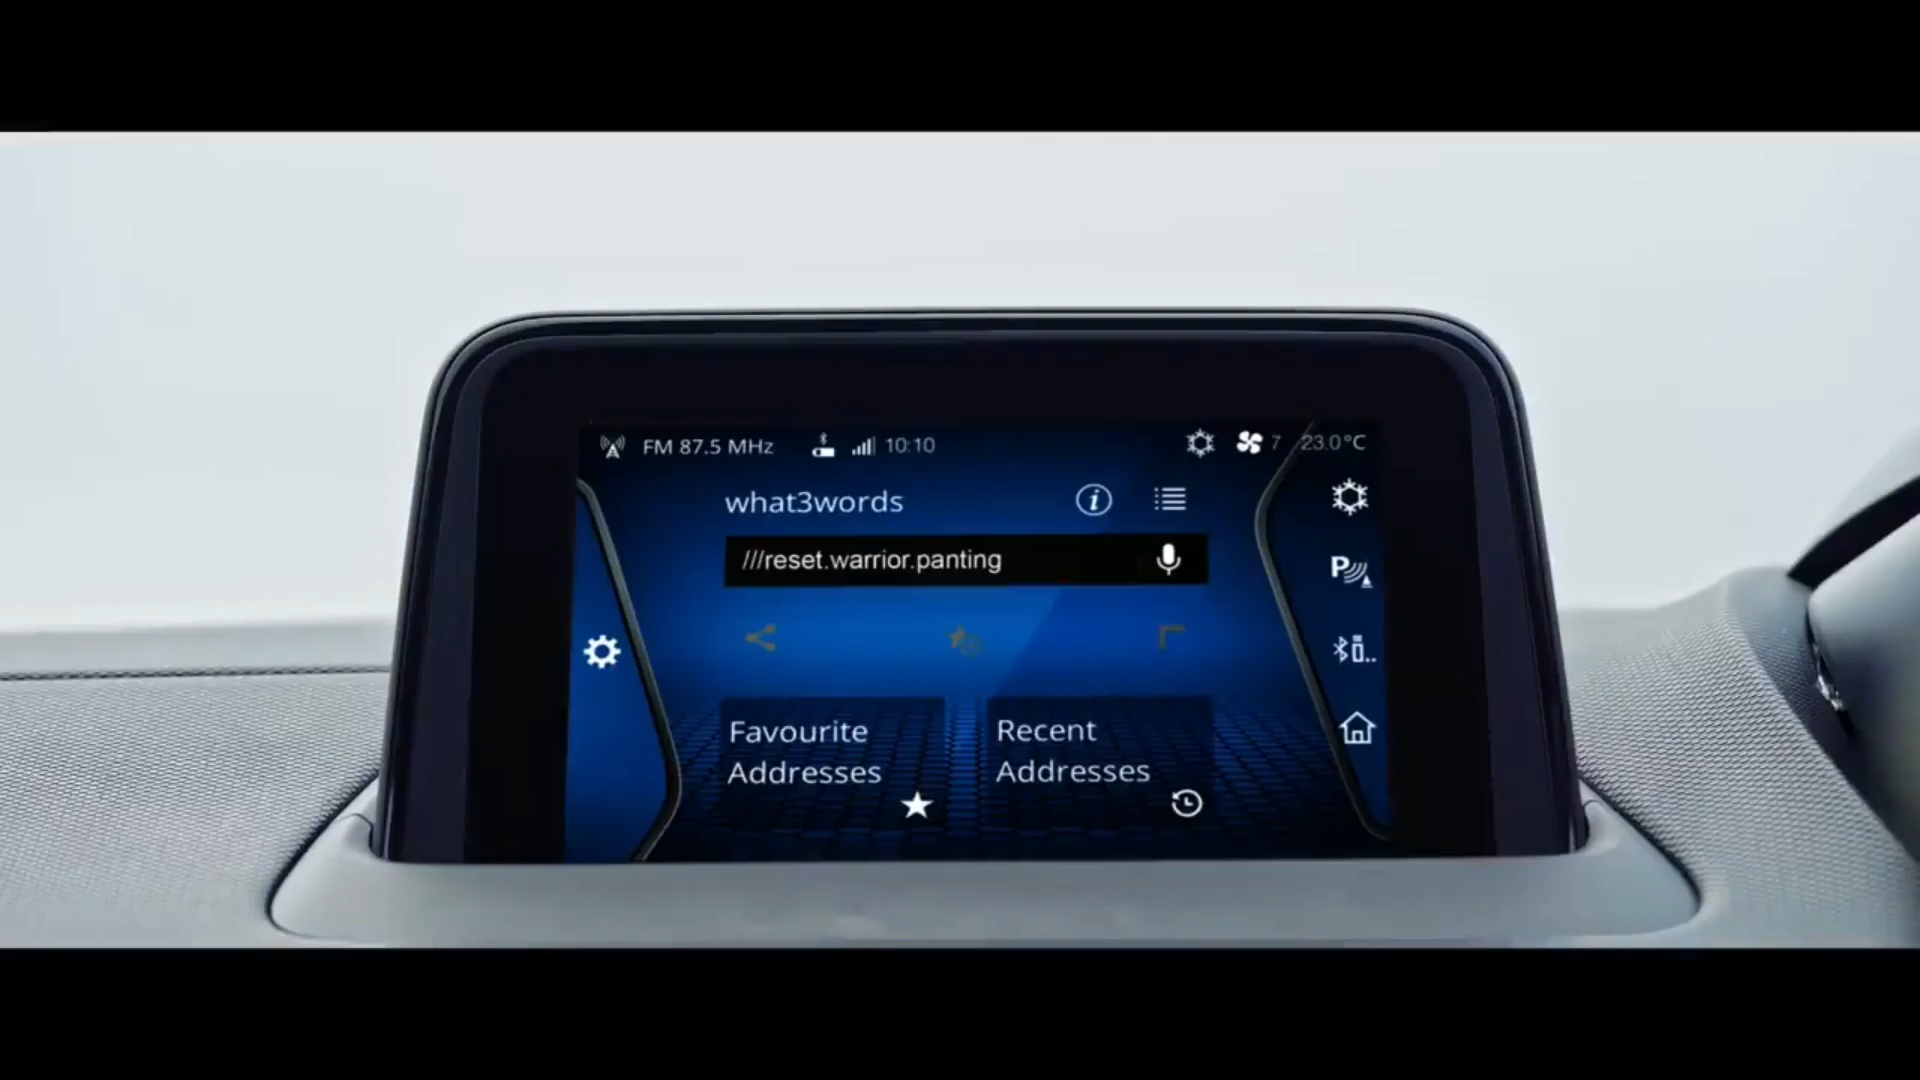 FM 87.5 MHz
10:10
7
23.0°C
what3words
i
///reset.warrior.panting
P
Favourite
Addresses
Recent
Addresses